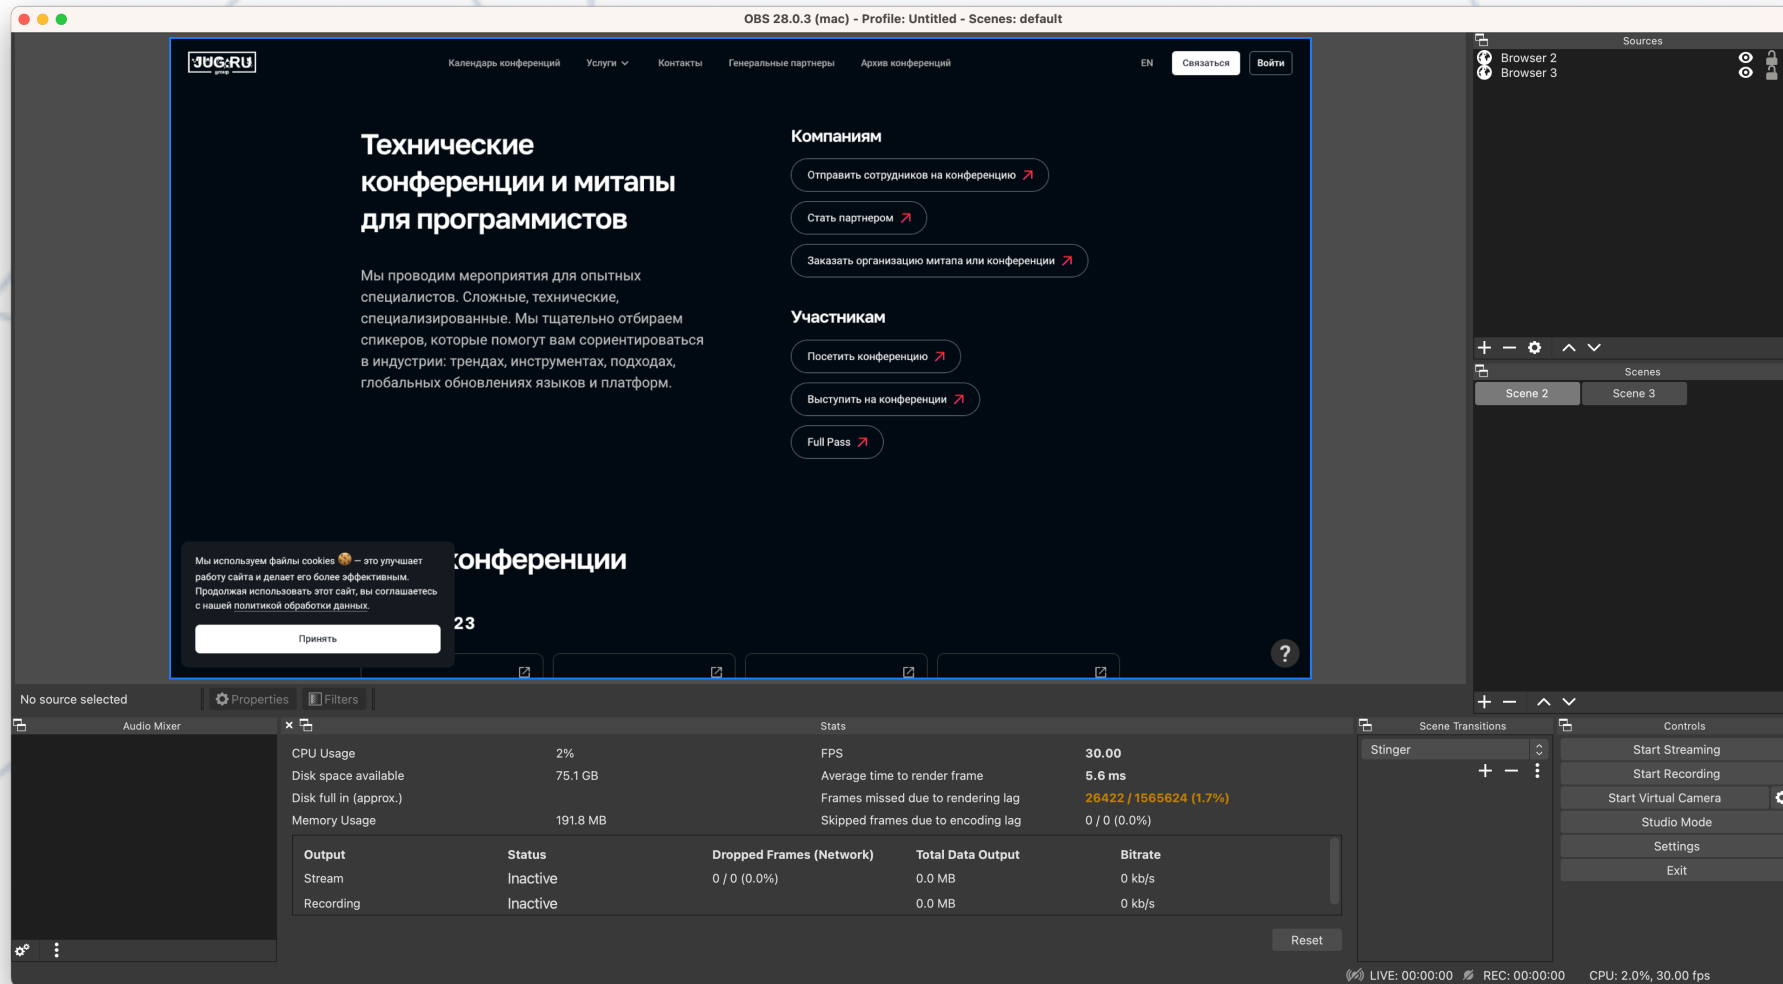 OBS 28.0.3 (mac) - Profile: Untitled - Scenes: default
JUG.RU
group
Календарь конференций
Услуги
Контакты
Генеральные партнеры
Архив конференций
EN
Связаться
Войти
Технические
конференции и митапы
для программистов
Мы проводим мероприятия для опытных
специалистов. Сложные, технические,
специализированные. Мы тщательно отбираем
спикеров, которые помогут вам сориентироваться
в индустрии: трендах, инструментах, подходах,
глобальных обновлениях языков и платформ.
Компаниям
Отправить сотрудников на конференцию
Стать партнером
Заказать организацию митапа или конференции
Участникам
Посетить конференцию
Выступить на конференции
Full Pass
конференции
23
Мы используем файлы cookies 🍪 – это улучшает
работу сайта и делает его более эффективным.
Продолжая использовать этот сайт, вы соглашаетесь
с нашей политикой обработки данных.
Принять
?
Sources
Browser 2
Browser 3
Scenes
Scene 2
Scene 3
No source selected
Properties
Filters
Audio Mixer
Stats
CPU Usage 2%
Disk space available 75.1 GB
Disk full in (approx.)
Memory Usage 191.8 MB
FPS 30.00
Average time to render frame 5.6 ms
Frames missed due to rendering lag 26422 / 1565624 (1.7%)
Skipped frames due to encoding lag 0 / 0 (0.0%)
Output Status Dropped Frames (Network) Total Data Output Bitrate
Stream Inactive 0 / 0 (0.0%) 0.0 MB 0 kb/s
Recording Inactive 0.0 MB 0 kb/s
Reset
Scene Transitions
Stinger
Controls
Start Streaming
Start Recording
Start Virtual Camera
Studio Mode
Settings
Exit
LIVE: 00:00:00
REC: 00:00:00
CPU: 2.0%, 30.00 fps